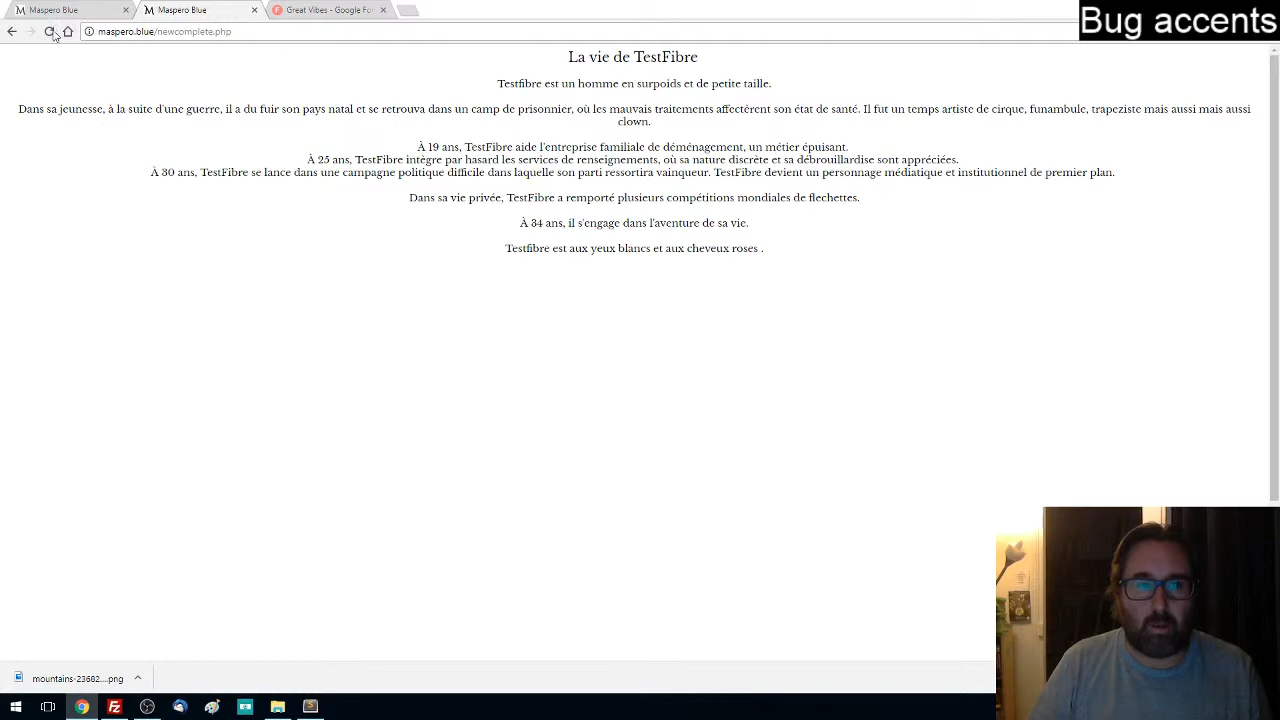 Maspero Blue
Maspero Blue
Great Vibes - Google Fo
Bug accents
maspero.blue/newcomplete.php
La vie de TestFibre
Testfibre est un homme en surpoids et de petite taille.
Dans sa jeunesse, à la suite d'une guerre, il a du fuir son pays natal et se retrouva dans un camp de prisonnier, où les mauvais traitements affectèrent son état de santé. Il fut un temps artiste de cirque, funambule, trapeziste mais aussi mais aussi
clown.
À 19 ans, TestFibre aide l'entreprise familiale de déménagement, un métier épuisant.
À 25 ans, TestFibre intègre par hasard les services de renseignements, où sa nature discrète et sa débrouillardise sont appréciées.
À 30 ans, TestFibre se lance dans une campagne politique difficile dans laquelle son parti ressortira vainqueur. TestFibre devient un personnage médiatique et institutionnel de premier plan.
Dans sa vie privée, TestFibre a remporté plusieurs compétitions mondiales de flechettes.
À 34 ans, il s'engage dans l'aventure de sa vie.
Testfibre est aux yeux blancs et aux cheveux roses .
mountains-23682....png